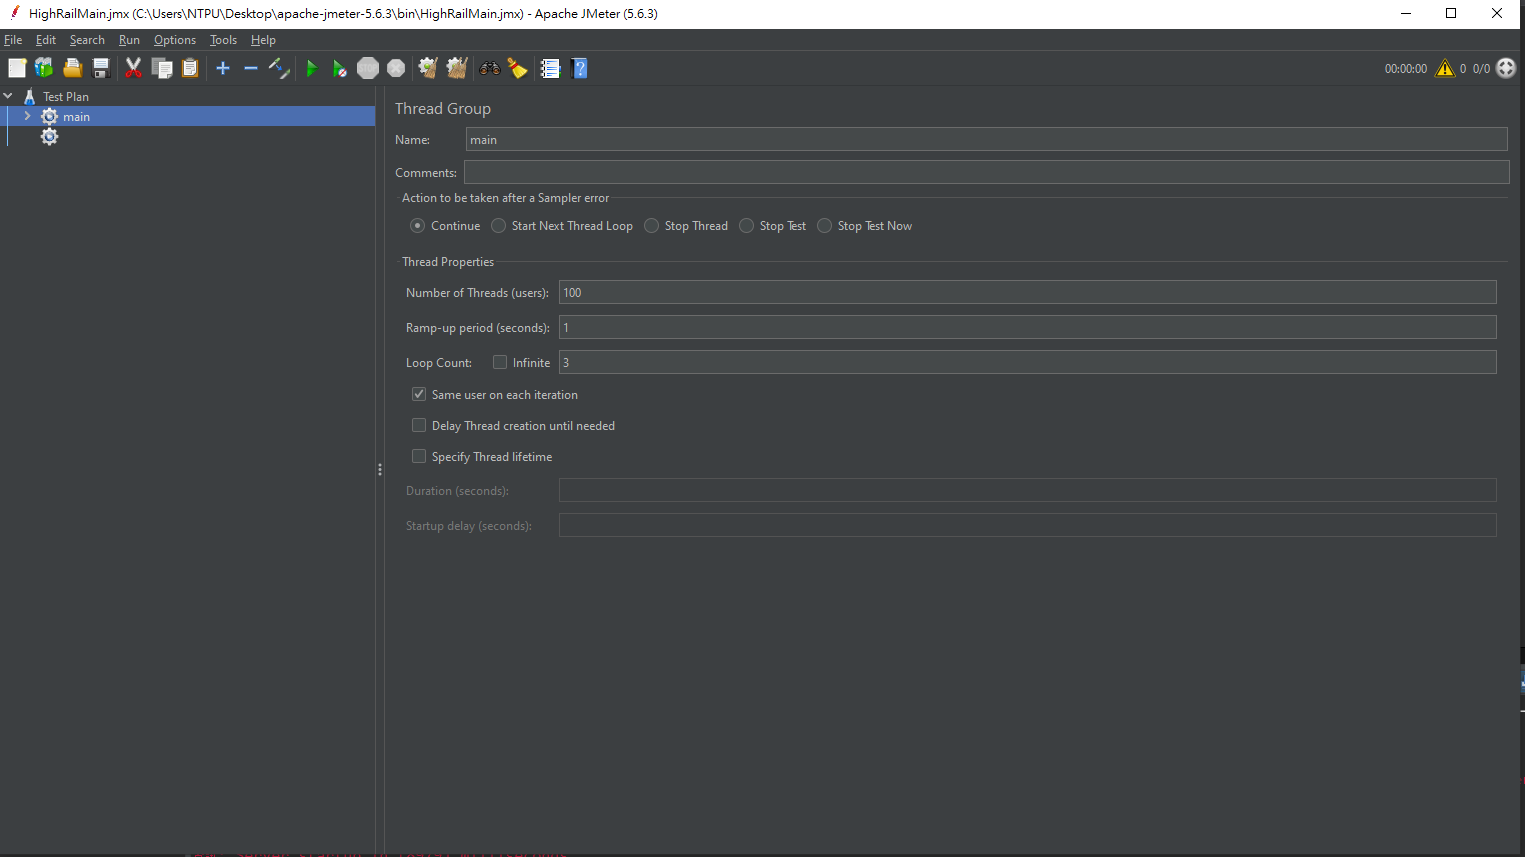 HighRailMain.jmx (C:\Users\NTPU\Desktop\apache-jmeter-5.6.3\bin\HighRailMain.jmx) - Apache JMeter (5.6.3)
File Edit Search Run Options Tools Help
00:00:00 0 0/0
Test Plan
main
Thread Group
Name: main
Comments:
Action to be taken after a Sampler error
Continue Start Next Thread Loop Stop Thread Stop Test Stop Test Now
Thread Properties
Number of Threads (users): 100
Ramp-up period (seconds): 1
Loop Count: Infinite 3
Same user on each iteration
Delay Thread creation until needed
Specify Thread lifetime
Duration (seconds):
Startup delay (seconds):